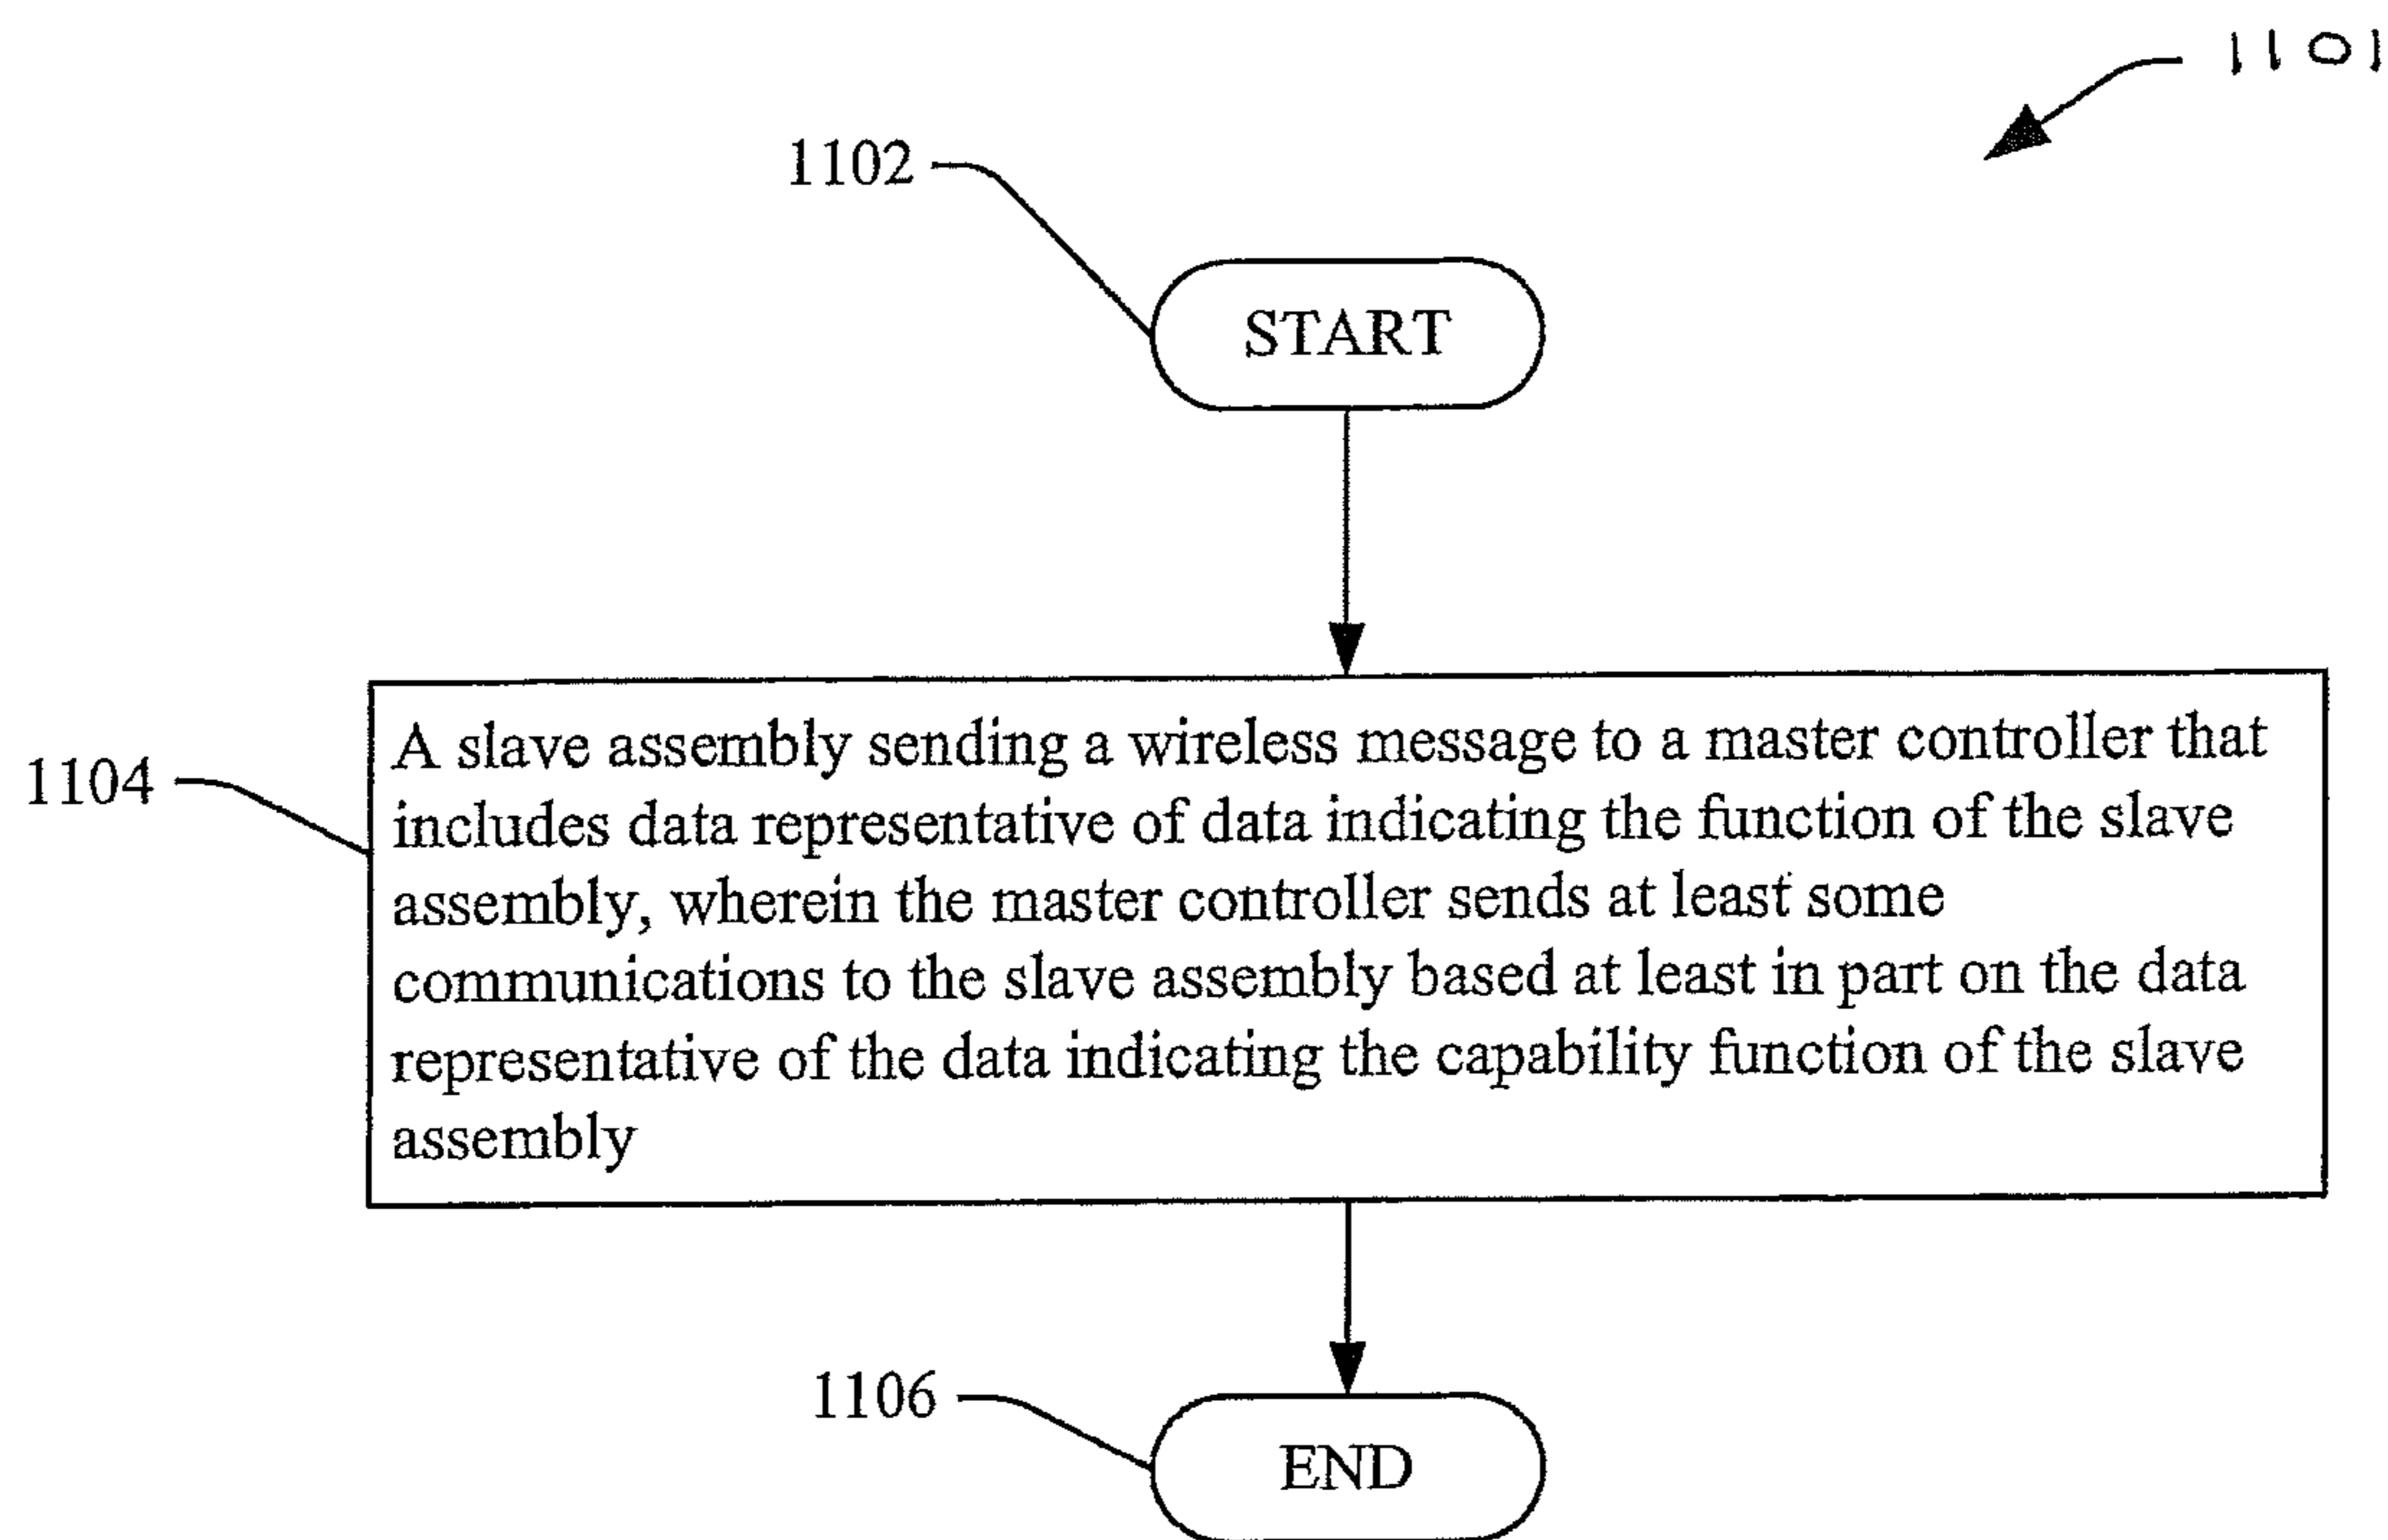 1101
1102
START
1104
A slave assembly sending a wireless message to a master controller that
includes data representative of data indicating the function of the slave
assembly, wherein the master controller sends at least some
communications to the slave assembly based at least in part on the data
representative of the data indicating the capability function of the slave
assembly
1106
END